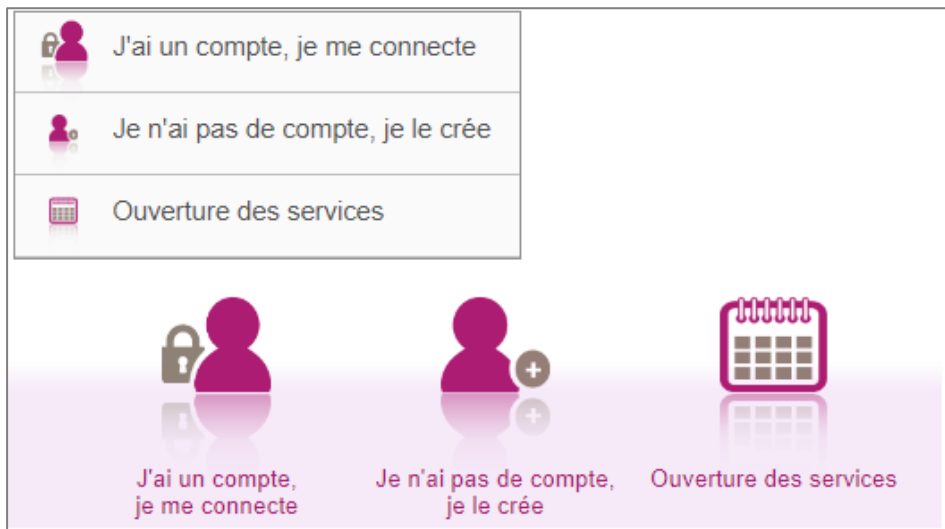 J'ai un compte, je me connecte
Je n'ai pas de compte, je le crée
Ouverture des services
J'ai un compte,
je me connecte
Je n'ai pas de compte,
je le crée
Ouverture des services